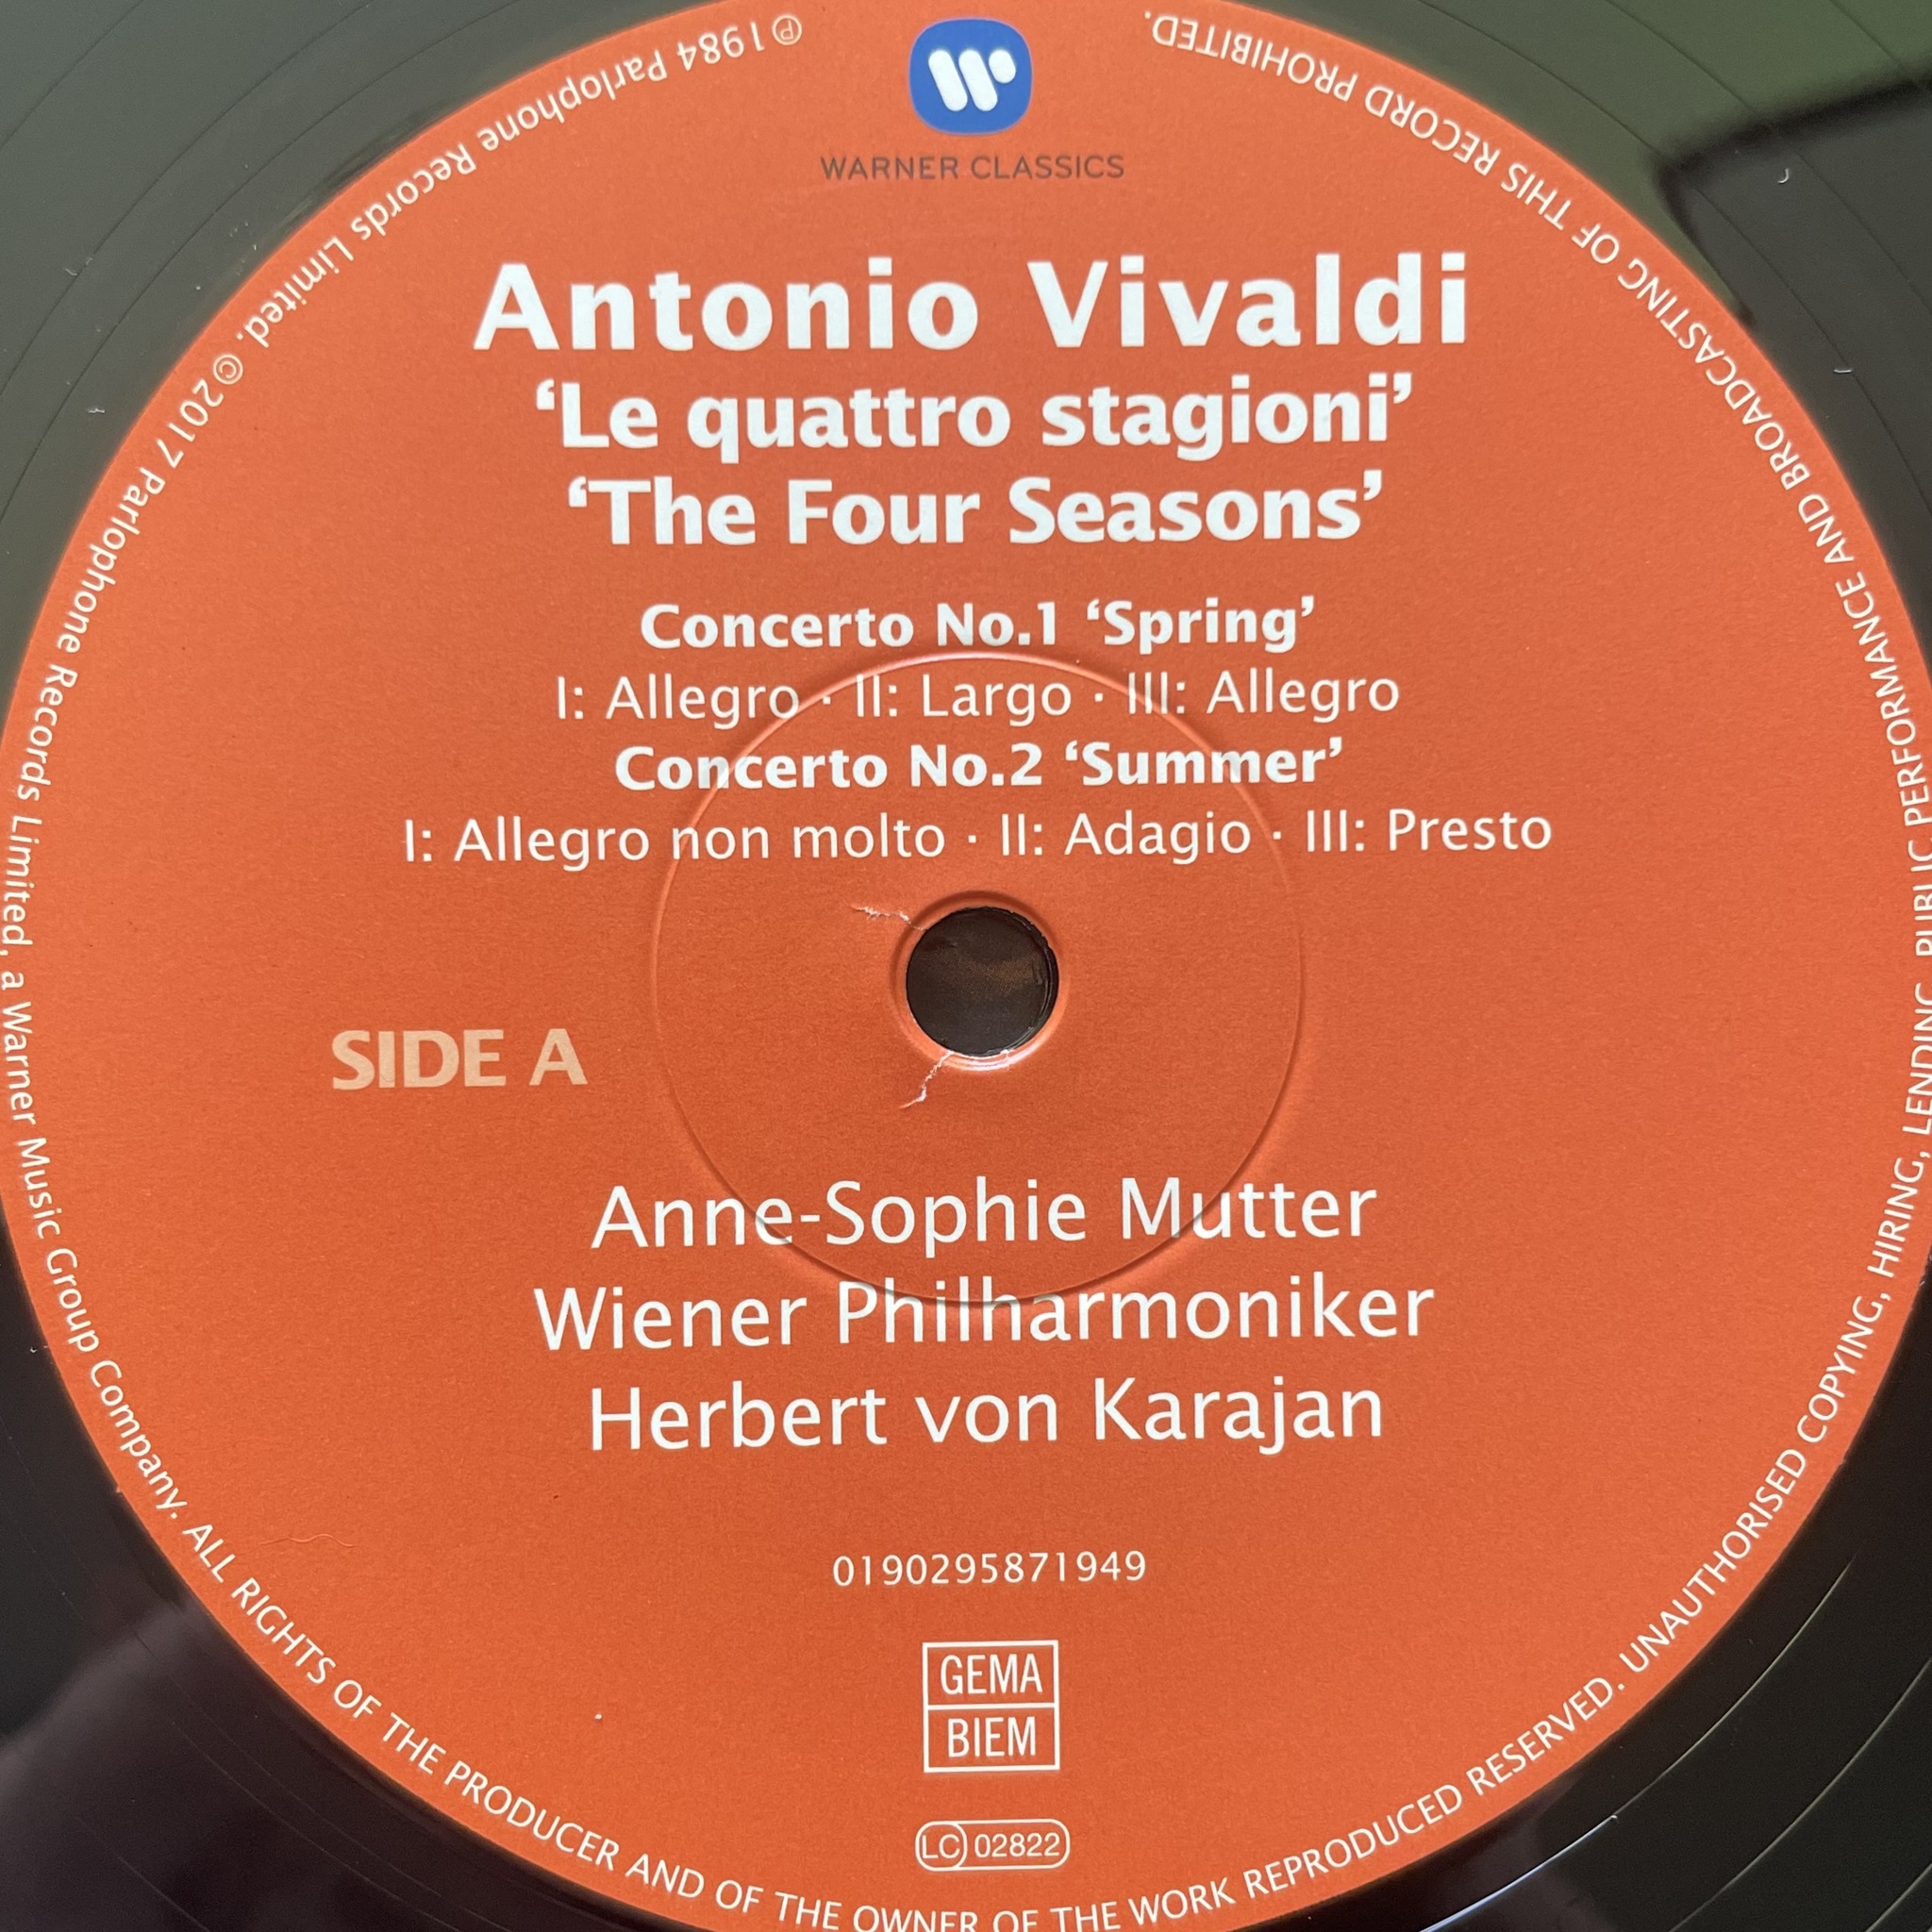 WARNER CLASSICS
Antonio Vivaldi
‘Le quattro stagioni’
‘The Four Seasons’
Concerto No.1 ‘Spring’
I: Allegro · II: Largo · III: Allegro
Concerto No.2 ‘Summer’
I: Allegro non molto · II: Adagio · III: Presto
SIDE A
Anne-Sophie Mutter
Wiener Philharmoniker
Herbert von Karajan
0190295871949
GEMA
BIEM
LC 02822
℗1984 Parlophone Records Limited. ©2017 Parlophone Records Limited, a Warner Music Group Company. ALL RIGHTS OF THE PRODUCER AND OF THE OWNER OF THE WORK REPRODUCED RESERVED. UNAUTHORISED COPYING, HIRING, LENDING, PUBLIC PERFORMANCE AND BROADCASTING OF THIS RECORD PROHIBITED.